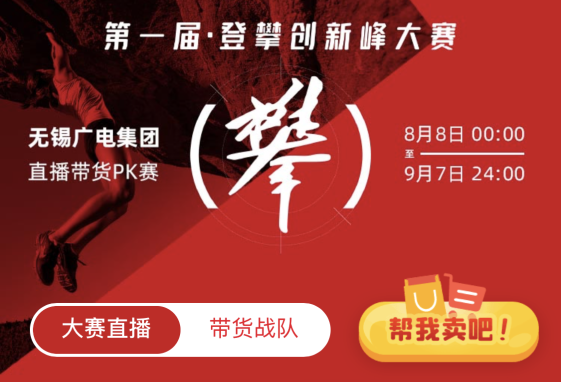 第一届·登攀创新峰大赛
无锡广电集团
直播带货PK赛
（攀）
8月8日 00:00
至
9月7日 24:00
大赛直播
带货战队
帮我卖吧！